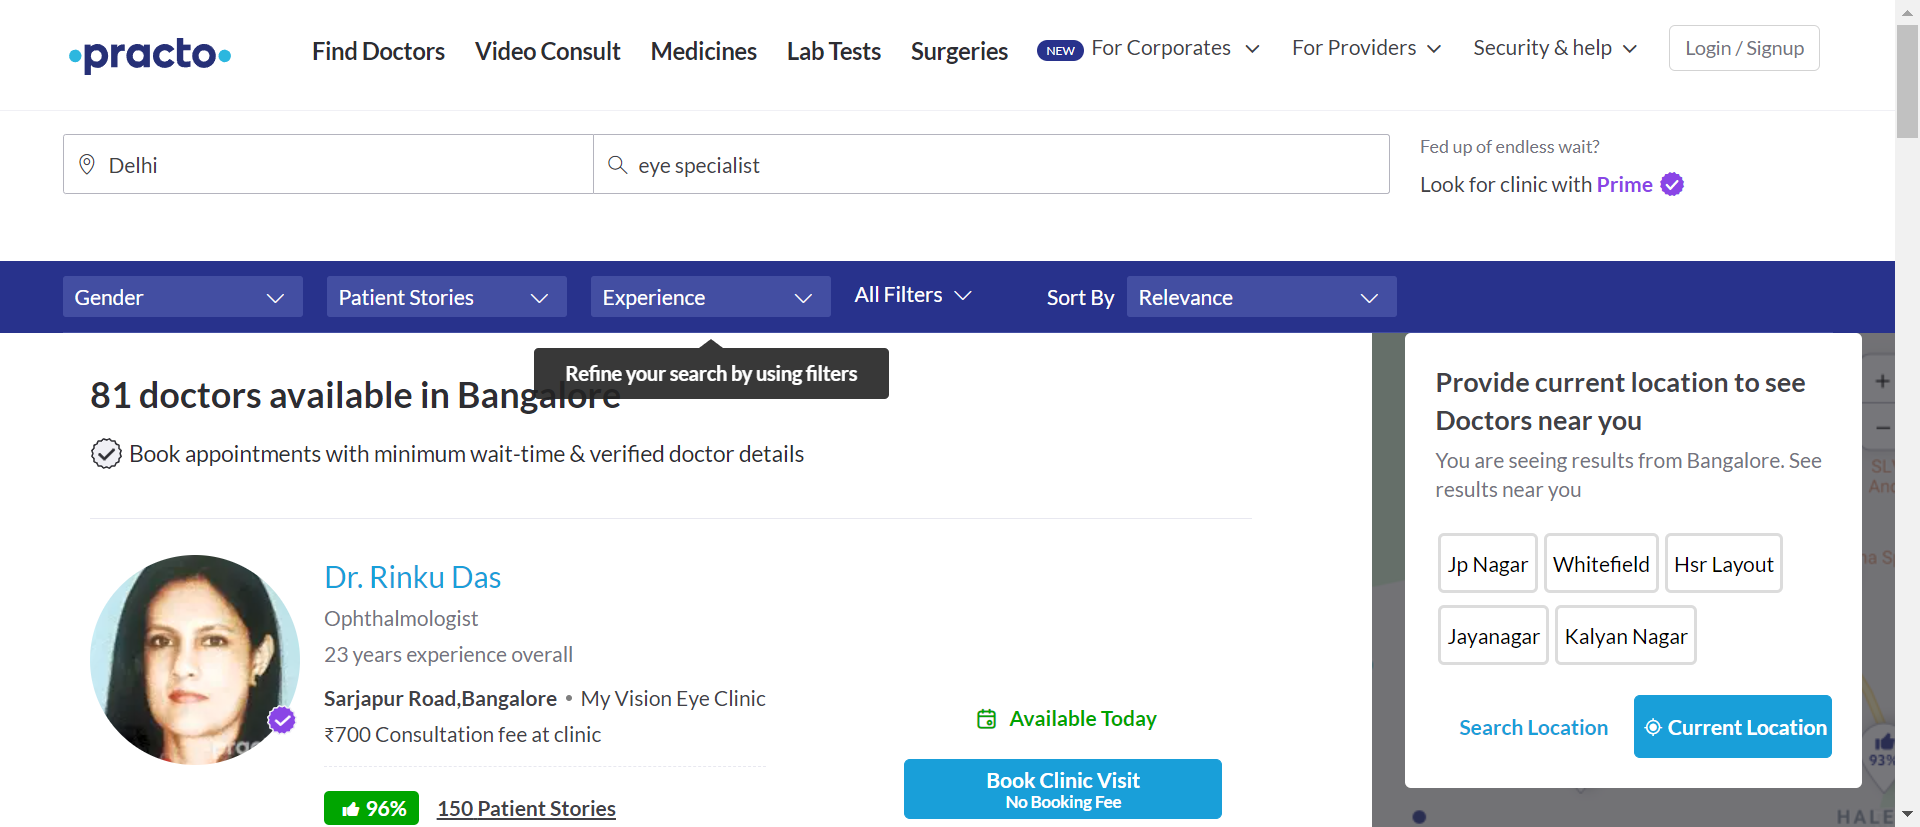 practo
Find Doctors
Video Consult
Medicines
Lab Tests
Surgeries
NEW
For Corporates
For Providers
Security & help
Login / Signup
Delhi
eye specialist
Fed up of endless wait?
Look for clinic with Prime
Gender
Patient Stories
Experience
All Filters
Sort By
Relevance
Refine your search by using filters
81 doctors available in Bangalore
Book appointments with minimum wait-time & verified doctor details
Dr. Rinku Das
Ophthalmologist
23 years experience overall
Sarjapur Road,Bangalore • My Vision Eye Clinic
₹700 Consultation fee at clinic
96%
150 Patient Stories
Available Today
Book Clinic Visit
No Booking Fee
Provide current location to see
Doctors near you
You are seeing results from Bangalore. See
results near you
Jp Nagar
Whitefield
Hsr Layout
Jayanagar
Kalyan Nagar
Search Location
Current Location
93%
HALE